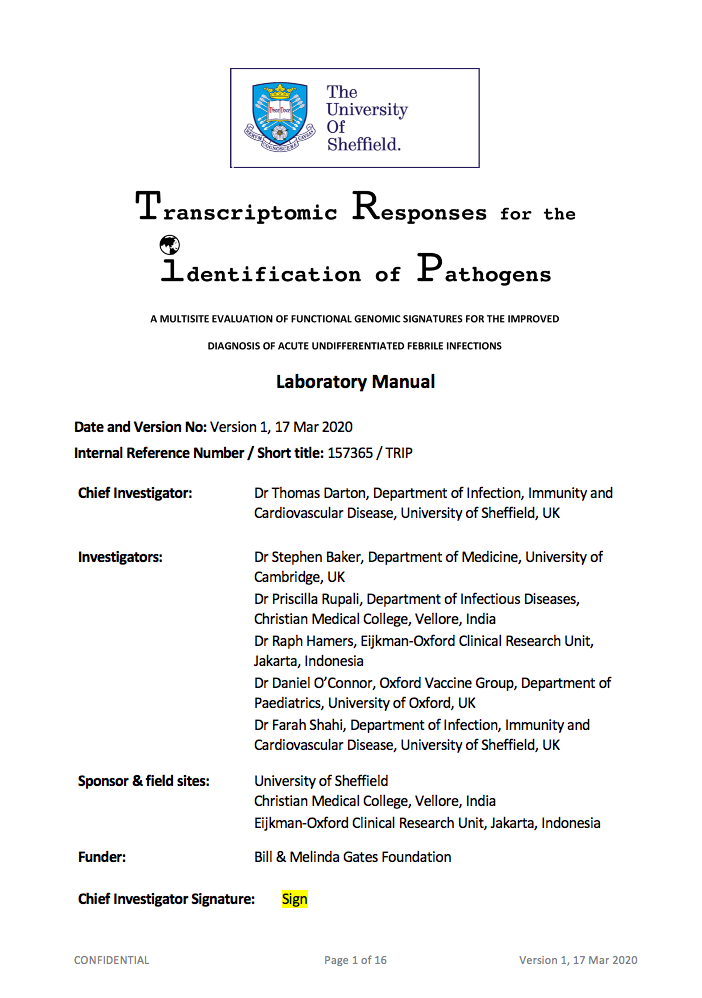 The
University
Of
Sheffield.
Transcriptomic Responses for the
identification of Pathogens
A MULTISITE EVALUATION OF FUNCTIONAL GENOMIC SIGNATURES FOR THE IMPROVED
DIAGNOSIS OF ACUTE UNDIFFERENTIATED FEBRILE INFECTIONS
Laboratory Manual
Date and Version No: Version 1, 17 Mar 2020
Internal Reference Number / Short title: 157365 / TRIP
Chief Investigator: Dr Thomas Darton, Department of Infection, Immunity and
Cardiovascular Disease, University of Sheffield, UK
Investigators: Dr Stephen Baker, Department of Medicine, University of
Cambridge, UK
Dr Priscilla Rupali, Department of Infectious Diseases,
Christian Medical College, Vellore, India
Dr Raph Hamers, Eijkman-Oxford Clinical Research Unit,
Jakarta, Indonesia
Dr Daniel O’Connor, Oxford Vaccine Group, Department of
Paediatrics, University of Oxford, UK
Dr Farah Shahi, Department of Infection, Immunity and
Cardiovascular Disease, University of Sheffield, UK
Sponsor & field sites: University of Sheffield
Christian Medical College, Vellore, India
Eijkman-Oxford Clinical Research Unit, Jakarta, Indonesia
Funder: Bill & Melinda Gates Foundation
Chief Investigator Signature: Sign
CONFIDENTIAL Page 1 of 16 Version 1, 17 Mar 2020